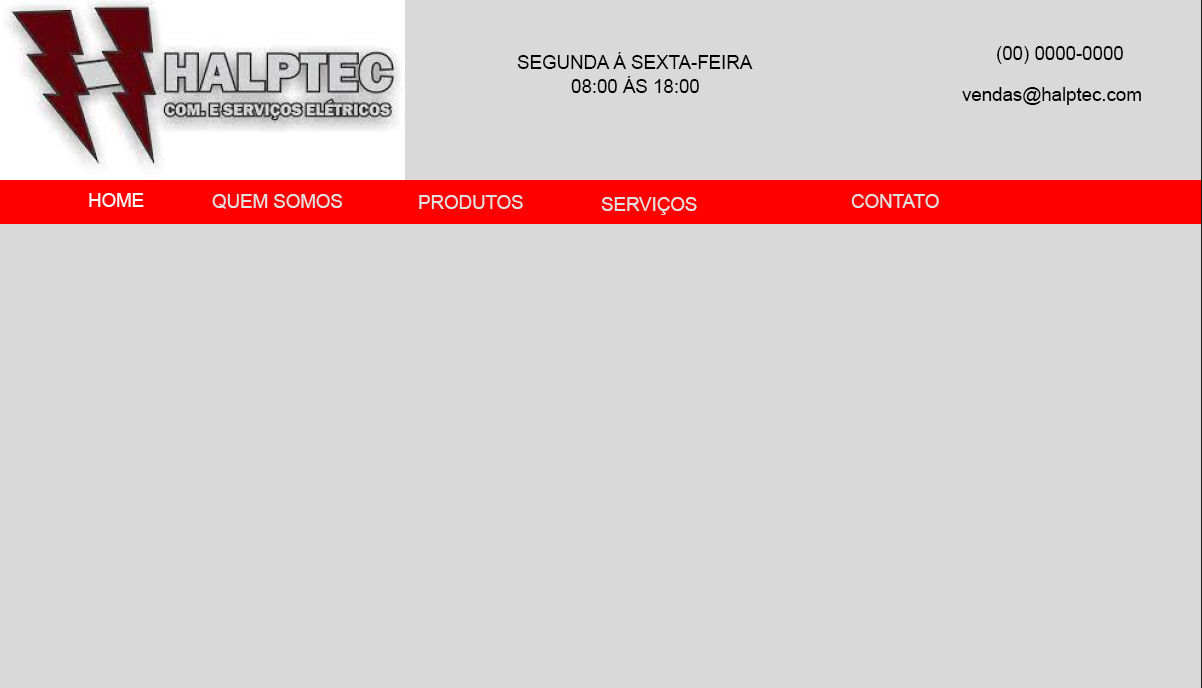 HALPTEC
COM. E SERVIÇOS ELÉTRICOS
SEGUNDA Á SEXTA-FEIRA
08:00 ÁS 18:00
(00) 0000-0000
vendas@halptec.com
HOME
QUEM SOMOS
PRODUTOS
SERVIÇOS
CONTATO